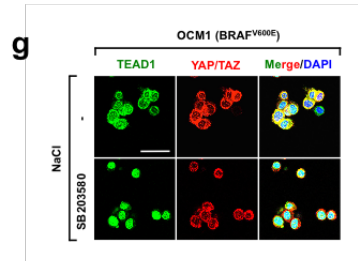 g
OCM1 (BRAFV600E)
TEAD1 YAP/TAZ Merge/DAPI
NaCl
-
SB203580